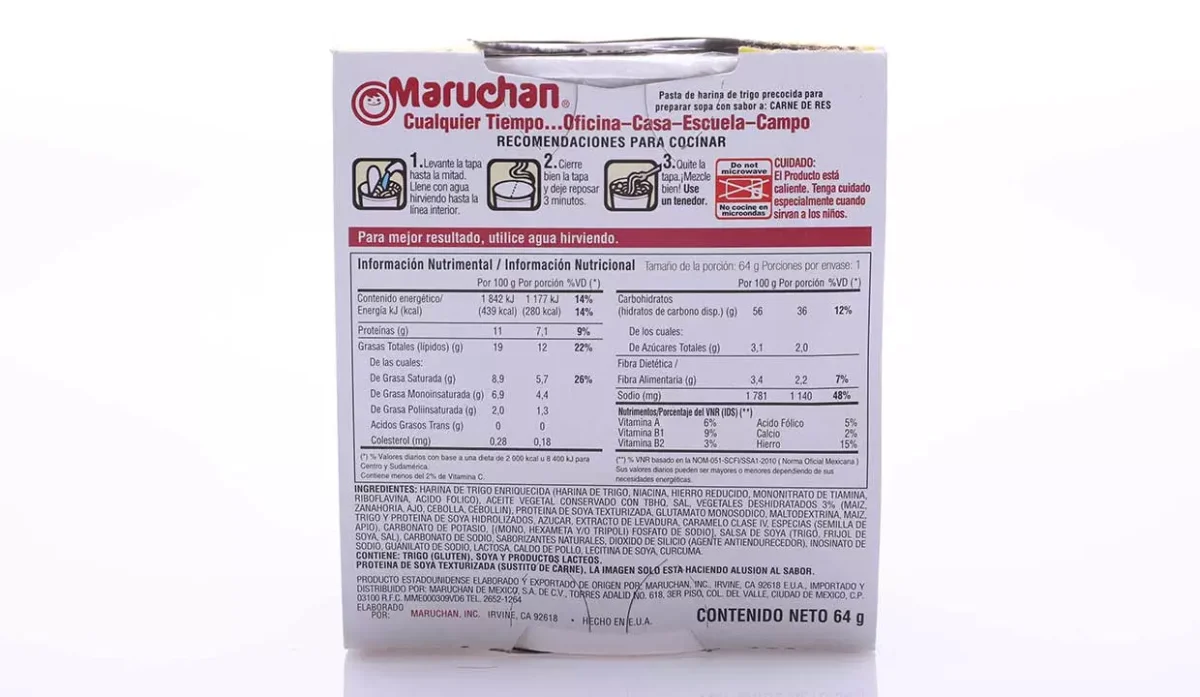 Maruchan®
Pasta de harina de trigo precocida para
preparar sopa con sabor a: CARNE DE RES
Cualquier Tiempo...Oficina-Casa-Escuela-Campo
RECOMENDACIONES PARA COCINAR
1.Levante la tapa
hasta la mitad.
Llene con agua
hirviendo hasta la
línea interior.
2. Cierre
bien la tapa
y deje reposar
3 minutos.
3.Quite la
tapa.¡Mezcle
bien! Use
un tenedor.
Do not
microwave
No cocine en
microondas
CUIDADO:
El Producto está
caliente. Tenga cuidado
especialmente cuando
sirvan a los niños.
Para mejor resultado, utilice agua hirviendo.
Información Nutrimental / Información Nutricional Tamaño de la porción: 64 g Porciones por envase: 1
Por 100 g Por porción %VD (*)
Contenido energético/ 1 842 kJ 1 177 kJ 14%
Energía kJ (kcal) (439 kcal) (280 kcal) 14%
Proteínas (g) 11 7,1 9%
Grasas Totales (lípidos) (g) 19 12 22%
De las cuales:
De Grasa Saturada (g) 8,9 5,7 26%
De Grasa Monoinsaturada (g) 6,9 4,4
De Grasa Poliinsaturada (g) 2,0 1,3
Acidos Grasos Trans (g) 0 0
Colesterol (mg) 0,28 0,18
(*) % Valores diarios con base a una dieta de 2 000 kcal u 8 400 kJ para
Centro y Sudamérica.
Contiene menos del 2% de Vitamina C.
Por 100 g Por porción %VD (*)
Carbohidratos
(hidratos de carbono disp.) (g) 56 36 12%
De los cuales:
De Azúcares Totales (g) 3,1 2,0
Fibra Dietética /
Fibra Alimentaria (g) 3,4 2,2 7%
Sodio (mg) 1 781 1 140 48%
Nutrimentos/Porcentaje del VNR (IDS) (**)
Vitamina A 6% Acido Fólico 5%
Vitamina B1 9% Calcio 2%
Vitamina B2 3% Hierro 15%
(**) % VNR basado en la NOM-051-SCFI/SSA1-2010 ( Norma Oficial Mexicana )
Sus valores diarios pueden ser mayores o menores dependiendo de sus
necesidades energéticas.
INGREDIENTES: HARINA DE TRIGO ENRIQUECIDA (HARINA DE TRIGO, NIACINA, HIERRO REDUCIDO, MONONITRATO DE TIAMINA,
RIBOFLAVINA, ACIDO FOLICO), ACEITE VEGETAL CONSERVADO CON TBHQ, SAL, VEGETALES DESHIDRATADOS 3% (MAIZ,
ZANAHORIA, AJO, CEBOLLA, CEBOLLIN), PROTEINA DE SOYA TEXTURIZADA, GLUTAMATO MONOSODICO, MALTODEXTRINA, MAIZ,
TRIGO Y PROTEINA DE SOYA HIDROLIZADOS, AZUCAR, EXTRACTO DE LEVADURA, CARAMELO CLASE IV, ESPECIAS (SEMILLA DE
APIO), CARBONATO DE POTASIO, [(MONO, HEXAMETA Y/O TRIPOLI) FOSFATO DE SODIO], SALSA DE SOYA (TRIGO, FRIJOL DE
SOYA, SAL), CARBONATO DE SODIO, SABORIZANTES NATURALES, DIOXIDO DE SILICIO (AGENTE ANTIENDURECEDOR), INOSINATO DE
SODIO, GUANILATO DE SODIO, LACTOSA, CALDO DE POLLO, LECITINA DE SOYA, CURCUMA.
CONTIENE: TRIGO (GLUTEN), SOYA Y PRODUCTOS LACTEOS.
PROTEINA DE SOYA TEXTURIZADA (SUSTITO DE CARNE), LA IMAGEN SOLO ESTA HACIENDO ALUSION AL SABOR.
PRODUCTO ESTADOUNIDENSE ELABORADO Y EXPORTADO DE ORIGEN POR: MARUCHAN, INC., IRVINE, CA 92618 E.U.A., IMPORTADO Y
DISTRIBUIDO POR: MARUCHAN DE MEXICO, S.A. DE C.V., TORRES ADALID NO. 618, 3ER PISO, COL. DEL VALLE, CIUDAD DE MEXICO, C.P.
03100 R.F.C. MME000309VD6 TEL. 2652-1264
ELABORADO
POR: MARUCHAN, INC. IRVINE, CA 92618 • HECHO EN E.U.A.
CONTENIDO NETO 64 g